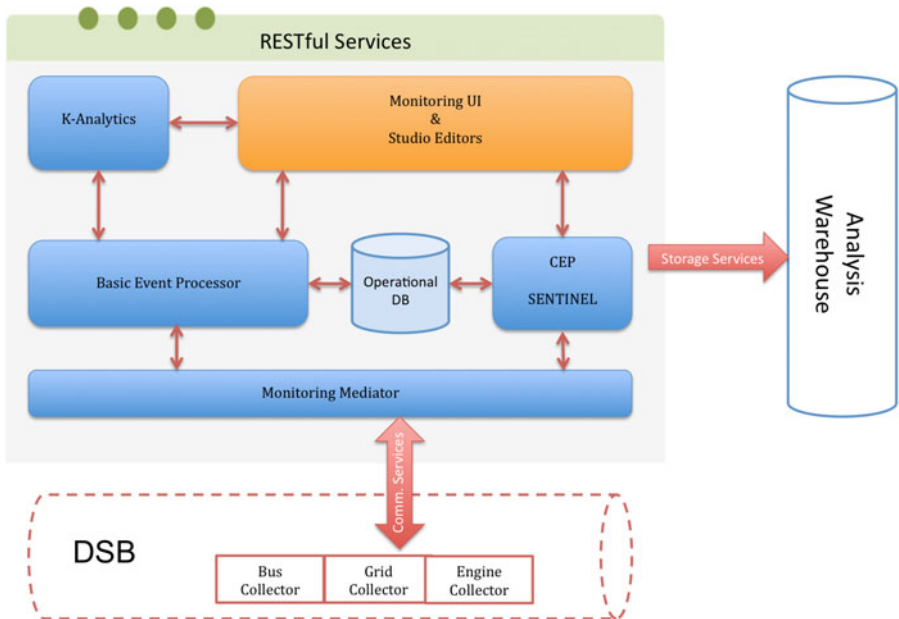 RESTful Services
K-Analytics
Monitoring UI
&
Studio Editors
Basic Event Processor
Operational
DB
CEP
SENTINEL
Storage Services
Analysis
Warehouse
Monitoring Mediator
Comm. Services
DSB
Bus
Collector
Grid
Collector
Engine
Collector